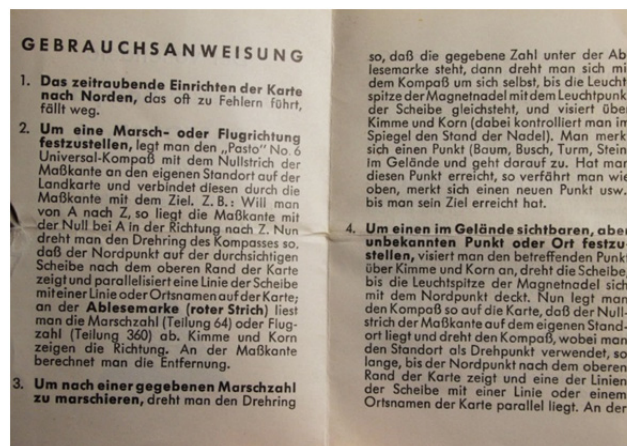 GEBRAUCHSANWEISUNG
1. Das zeitraubende Einrichten der Karte
nach Norden, das oft zu Fehlern führt,
fällt weg.
2. Um eine Marsch- oder Flugrichtung
festzustellen, legt man den „Pasto" No. 6
Universal-Kompaß mit dem Nullstrich der
Maßkante an den eigenen Standort auf der
Landkarte und verbindet diesen durch die
Maßkante mit dem Ziel. Z. B.: Will man
von A nach Z, so liegt die Maßkante mit
der Null bei A in der Richtung nach Z. Nun
dreht man den Drehring des Kompasses so,
daß der Nordpunkt auf der durchsichtigen
Scheibe nach dem oberen Rand der Karte
zeigt und parallelisiert eine Linie der Scheibe
mit einer Linie oder Ortsnamen auf der Karte;
an der Ablesemarke (roter Strich) liest
man die Marschzahl (Teilung 64) oder Flug-
zahl (Teilung 360) ab. Kimme und Korn
zeigen die Richtung. An der Maßkante
berechnet man die Entfernung.
3. Um nach einer gegebenen Marschzahl
zu marschieren, dreht man den Drehring
so, daß die gegebene Zahl unter der Ab
lesemarke steht, dann dreht man sich mi
dem Kompaß um sich selbst, bis die Leucht
spitze der Magnetnadel mit dem Leuchtpunk
der Scheibe gleichsteht, und visiert übe
Kimme und Korn (dabei kontrolliert man im
Spiegel den Stand der Nadel). Man merk
sich einen Punkt (Baum, Busch, Turm, Stein
im Gelände und geht darauf zu. Hat man
diesen Punkt erreicht, so verfährt man wie
oben, merkt sich einen neuen Punkt usw.
bis man sein Ziel erreicht hat.
4. Um einen im Gelände sichtbaren, aber
unbekannten Punkt oder Ort festzu-
stellen, visiert man den betreffenden Punkt
über Kimme und Korn an, dreht die Scheibe,
bis die Leuchtspitze der Magnetnadel sich
mit dem Nordpunkt deckt. Nun legt man
den Kompaß so auf die Karte, daß der Null-
strich der Maßkante auf dem eigenen Stand-
ort liegt und dreht den Kompaß, wobei man
den Standort als Drehpunkt verwendet, so
lange, bis der Nordpunkt nach dem oberen
Rand der Karte zeigt und eine der Linien
der Scheibe mit einer Linie oder einem
Ortsnamen der Karte parallel liegt. An der